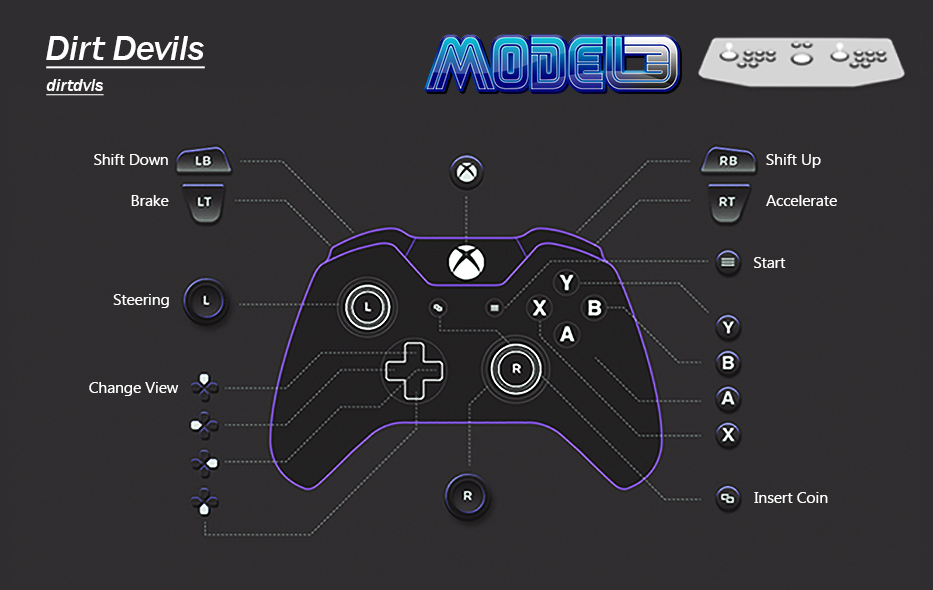 Dirt Devils
dirtdvls
MODEL3
Shift Down LB
RB Shift Up
Brake LT
RT Accelerate
Start
Steering L
L
Y
X B
A
Y
R
B
Change View
A
X
R
Insert Coin